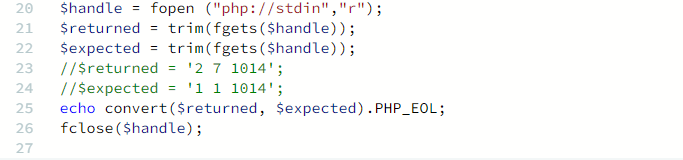 20 $handle = fopen ("php://stdin","r");
21 $returned = trim(fgets($handle));
22 $expected = trim(fgets($handle));
23 //$returned = '2 7 1014';
24 //$expected = '1 1 1014';
25 echo convert($returned, $expected).PHP_EOL;
26 fclose($handle);
27